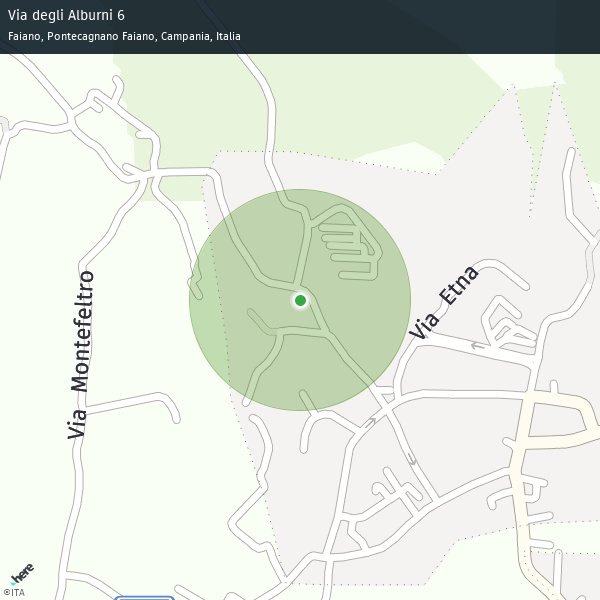 Via degli Alburni 6
Faiano, Pontecagnano Faiano, Campania, Italia
Via Etna
Via Montefeltro
here
©ITA